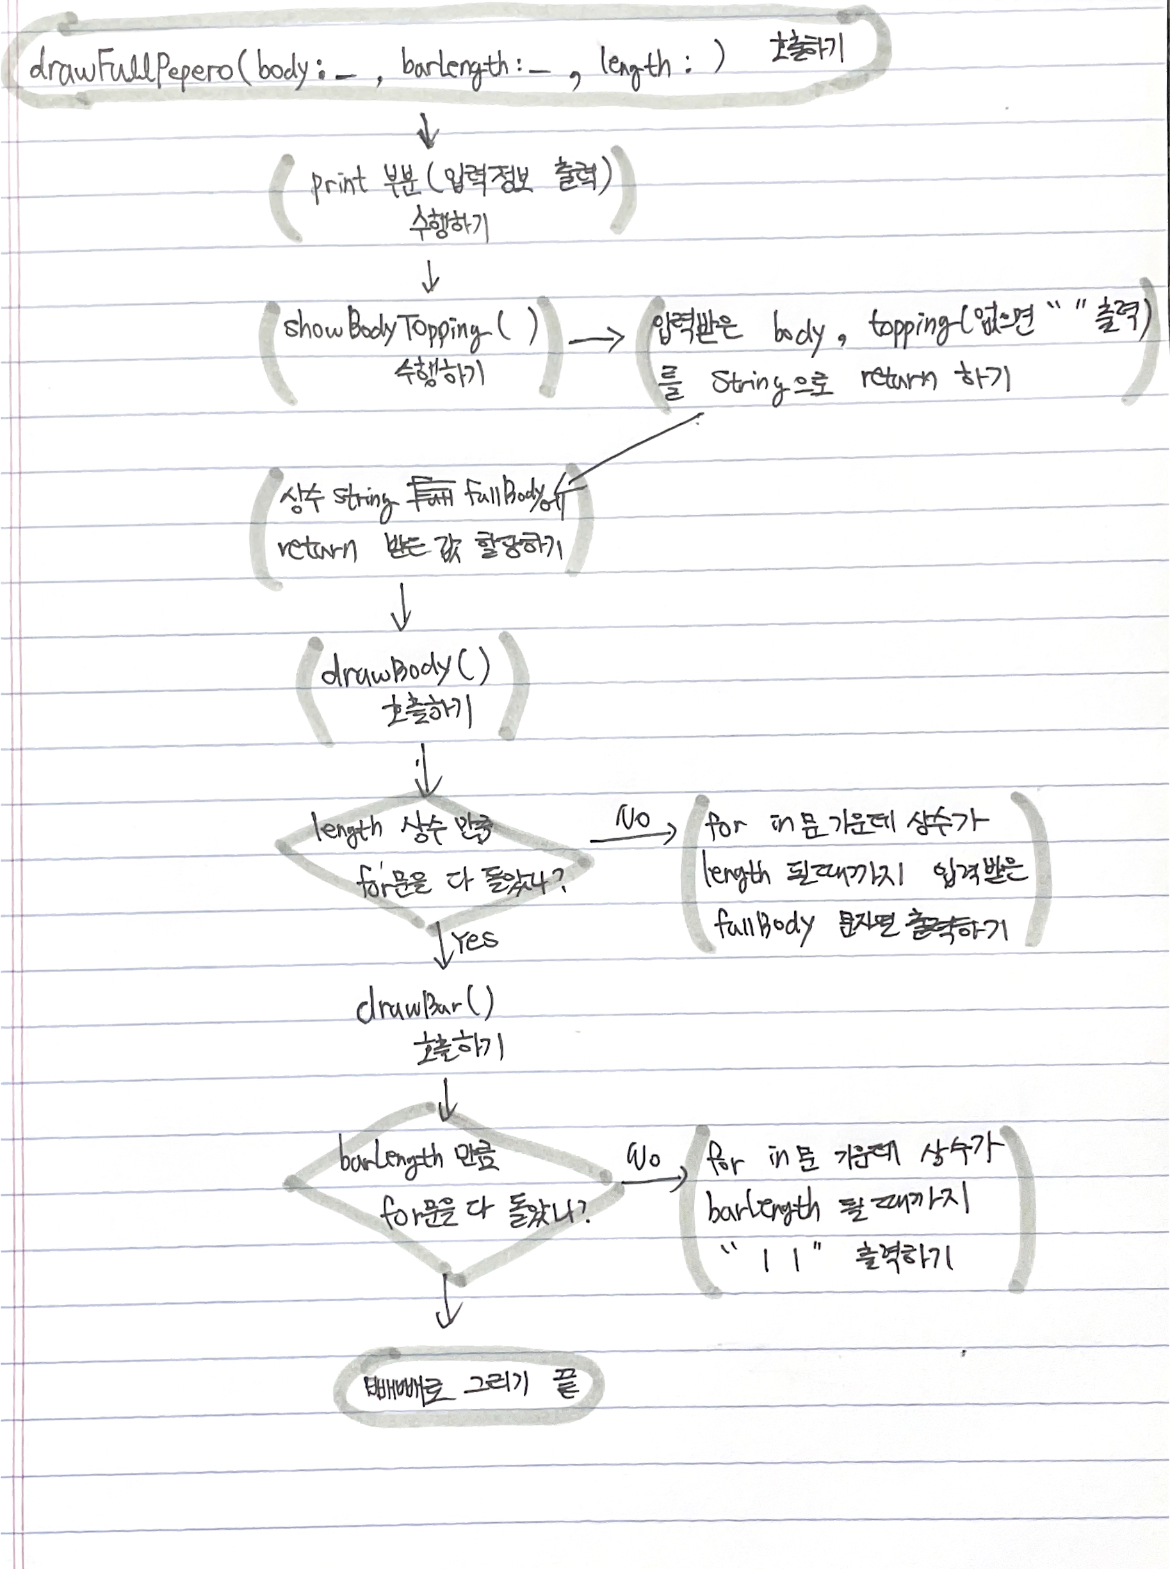 drawFullPepero(body:_, barlength:_, length: ) 호출하기
print 부분(입력정보 출력)
수행하기
showBodyTopping( )
수행하기
입력받은 body, topping(없으면 " " 출력)
를 String으로 return 하기
상수 string fullBody에
return 받은 값 할당하기
drawBody()
호출하기
length 상수 만큼
for문을 다 돌았나?
No
for in문 가운데 상수가
length 될때까지 입력받은
fullBody 출력하기
Yes
drawBar()
호출하기
barLength 만큼
for문을 다 돌았나?
No
for in문 가운데 상수가
barLength 될때까지
" | | " 출력하기
빼빼로 그리기 끝